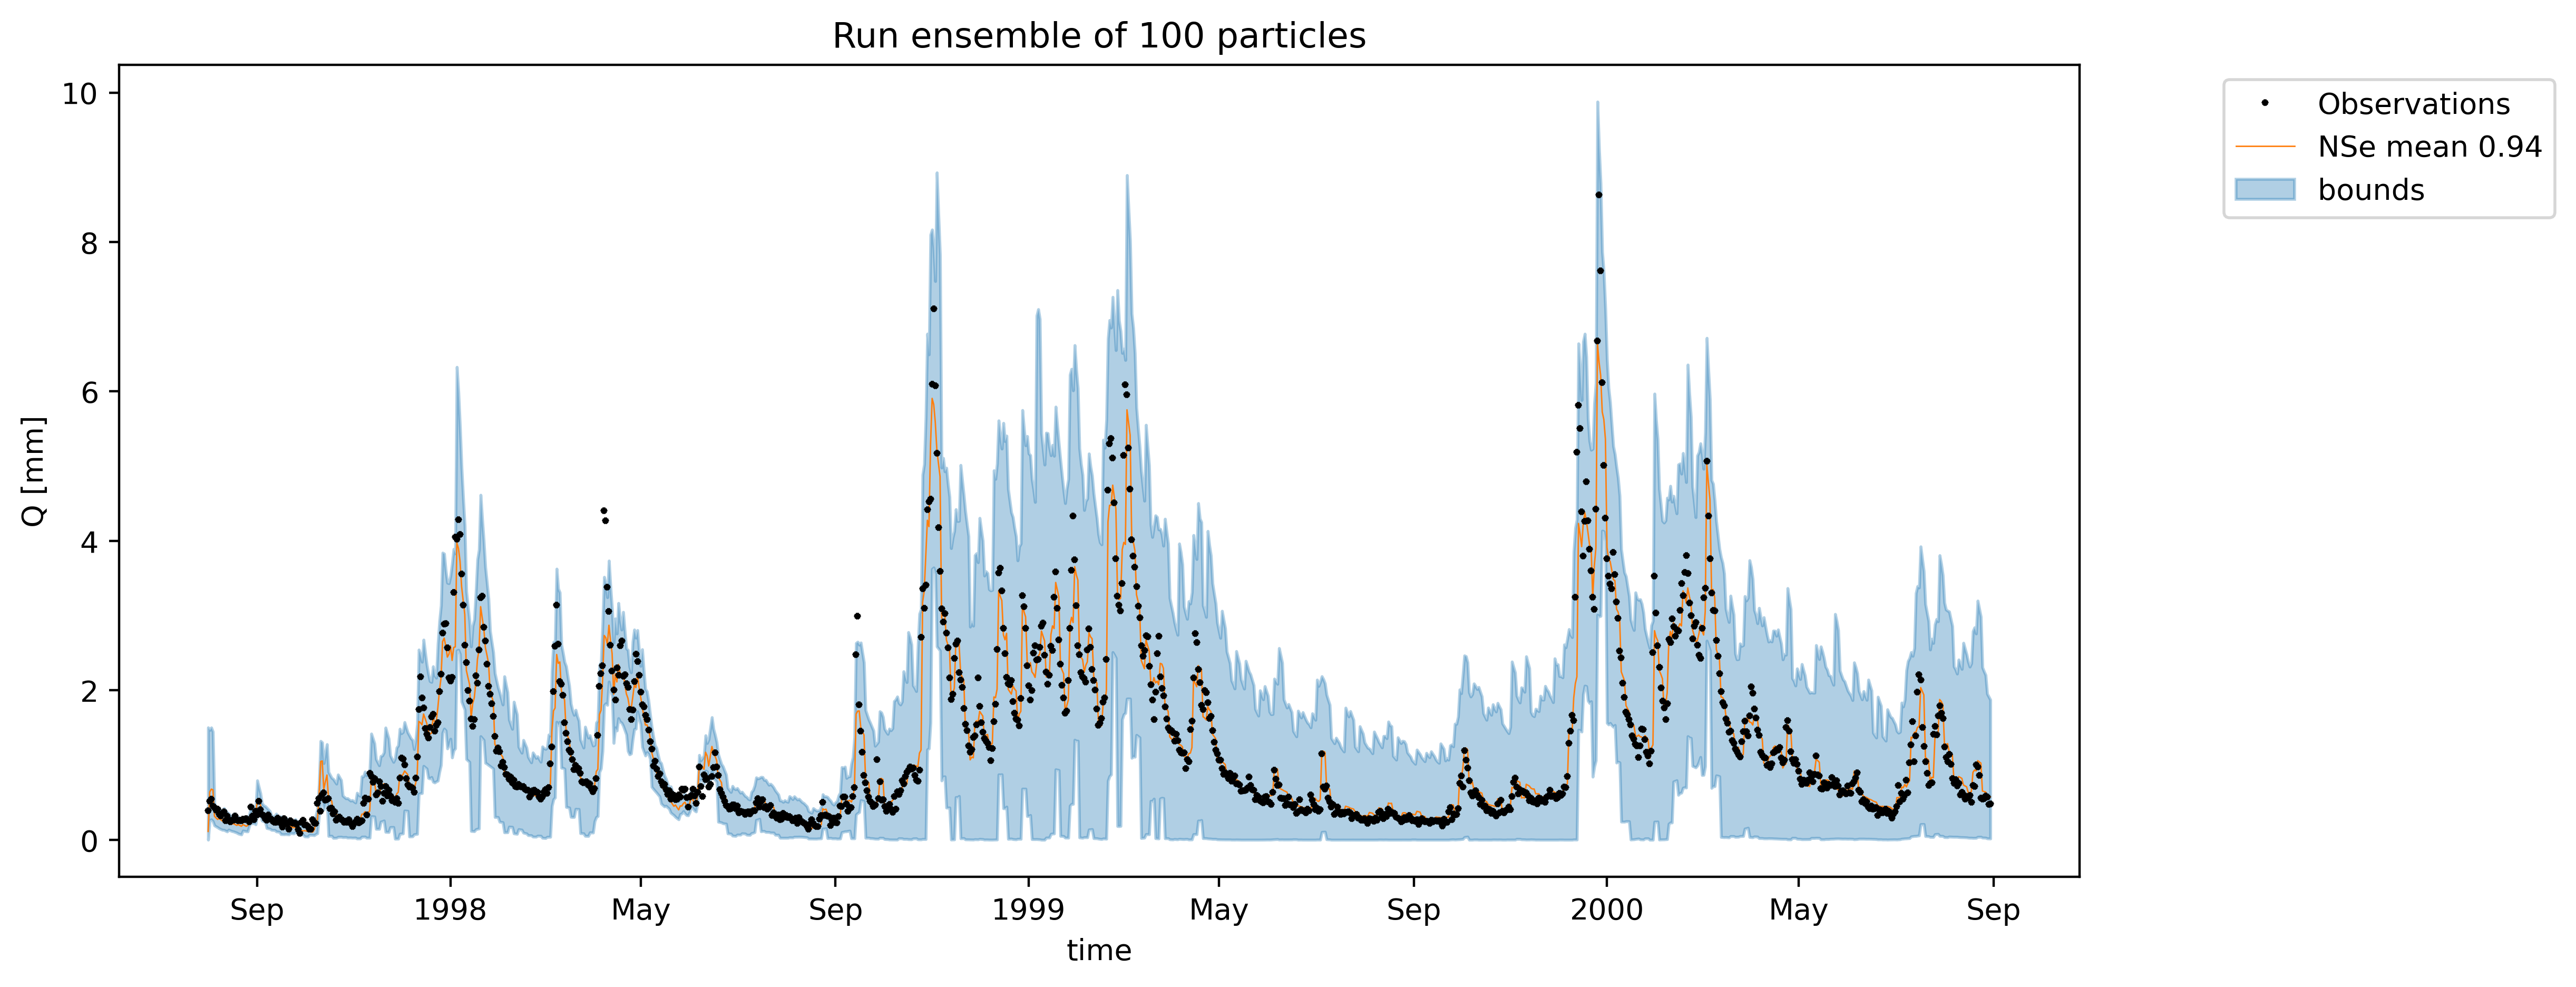 Run ensemble of 100 particles
10
8
6
4
2
0
Q [mm]
Sep
1998
May
Sep
1999
May
Sep
2000
May
Sep
time
Observations
NSe mean 0.94
bounds